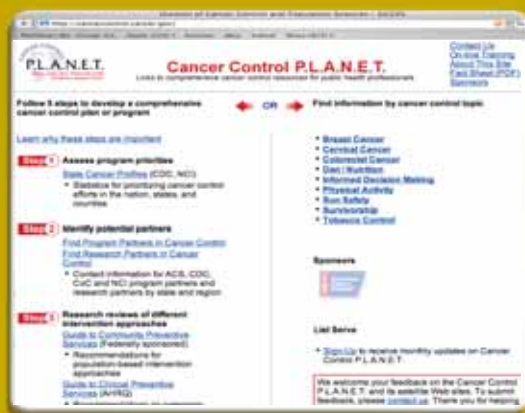 http://cancercontrol.cancer.gov/
P.L.A.N.E.T.
Cancer Control P.L.A.N.E.T.
Links to comprehensive cancer control resources for public health professionals
Contact Us
On-line Training
About This Site
Fact Sheet (PDF)
Sponsors
Follow 5 steps to develop a comprehensive
cancer control plan or program
OR
Find information by cancer control topic
Learn why these steps are important
Step 1 Assess program priorities
State Cancer Profiles (CDC, NCI)
• Statistics for prioritizing cancer control
efforts in the nation, states, and
counties
Step 2 Identify potential partners
Find Program Partners in Cancer Control
Find Research Partners in Cancer
Control
• Contact information for ACS, CDC,
CoC and NCI program partners and
research partners by state and region
Step 3 Research reviews of different
intervention approaches
Guide to Community Preventive
Services (Federally sponsored)
• Recommendations for
population-based intervention
approaches
Guide to Clinical Preventive
Services (AHRQ)
• Breast Cancer
• Cervical Cancer
• Colorectal Cancer
• Diet / Nutrition
• Informed Decision Making
• Physical Activity
• Sun Safety
• Survivorship
• Tobacco Control
Sponsors
List Serve
• Sign-Up to receive monthly updates on Cancer
Control P.L.A.N.E.T.
We welcome your feedback on the Cancer Control
P.L.A.N.E.T. and its satellite Web sites. To submit
feedback, please contact us. Thank you for helping